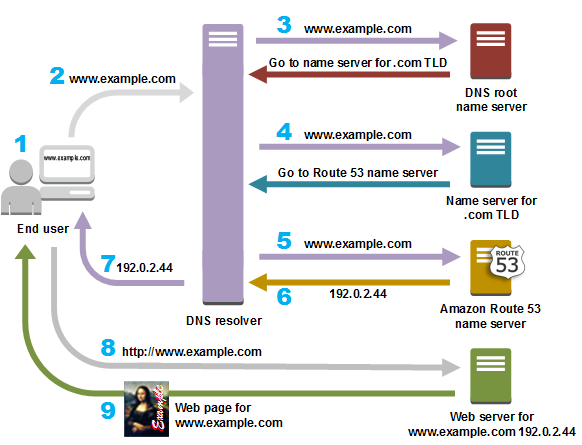 3
www.example.com
Go to name server for .com TLD
DNS root
name server
2
www.example.com
1
www.example.com
End user
4
www.example.com
Go to Route 53 name server
Name server for
.com TLD
5
www.example.com
ROUTE
53
7
192.0.2.44
6
192.0.2.44
Amazon Route 53
name server
DNS resolver
8
http://www.example.com
9
Example
Web page for
www.example.com
Web server for
www.example.com 192.0.2.44